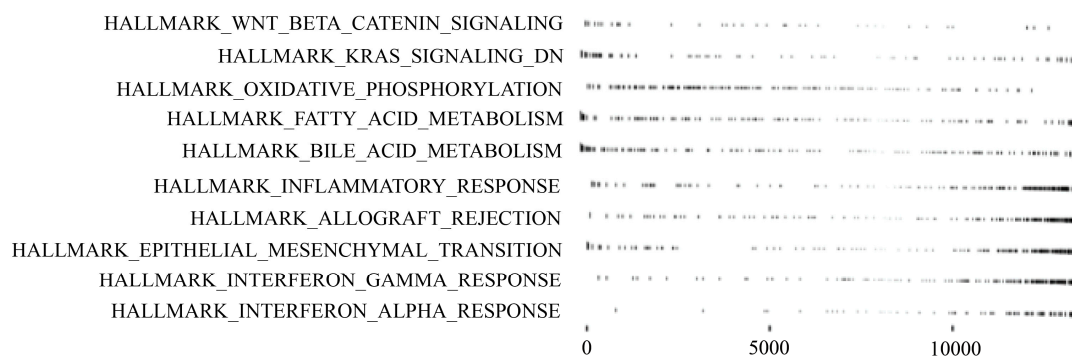 HALLMARK_WNT_BETA_CATENIN_SIGNALING
HALLMARK_KRAS_SIGNALING_DN
HALLMARK_OXIDATIVE_PHOSPHORYLATION
HALLMARK_FATTY_ACID_METABOLISM
HALLMARK_BILE_ACID_METABOLISM
HALLMARK_INFLAMMATORY_RESPONSE
HALLMARK_ALLOGRAFT_REJECTION
HALLMARK_EPITHELIAL_MESENCHYMAL_TRANSITION
HALLMARK_INTERFERON_GAMMA_RESPONSE
HALLMARK_INTERFERON_ALPHA_RESPONSE
0 5000 10000